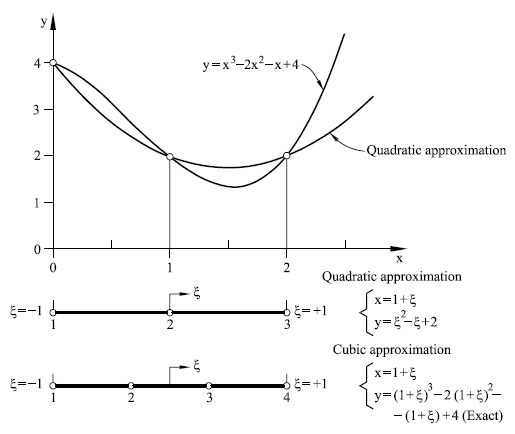 y
4
y=x³−2x²−x+4
3
2
Quadratic approximation
1
0
0 1 2 x
Quadratic approximation
ξ
ξ=−1 ξ=+1
1 2 3
x=1+ξ
y=ξ²−ξ+2
Cubic approximation
ξ
ξ=−1 ξ=+1
1 2 3 4
x=1+ξ
y=(1+ξ)³−2 (1+ξ)²−
−(1+ξ)+4 (Exact)